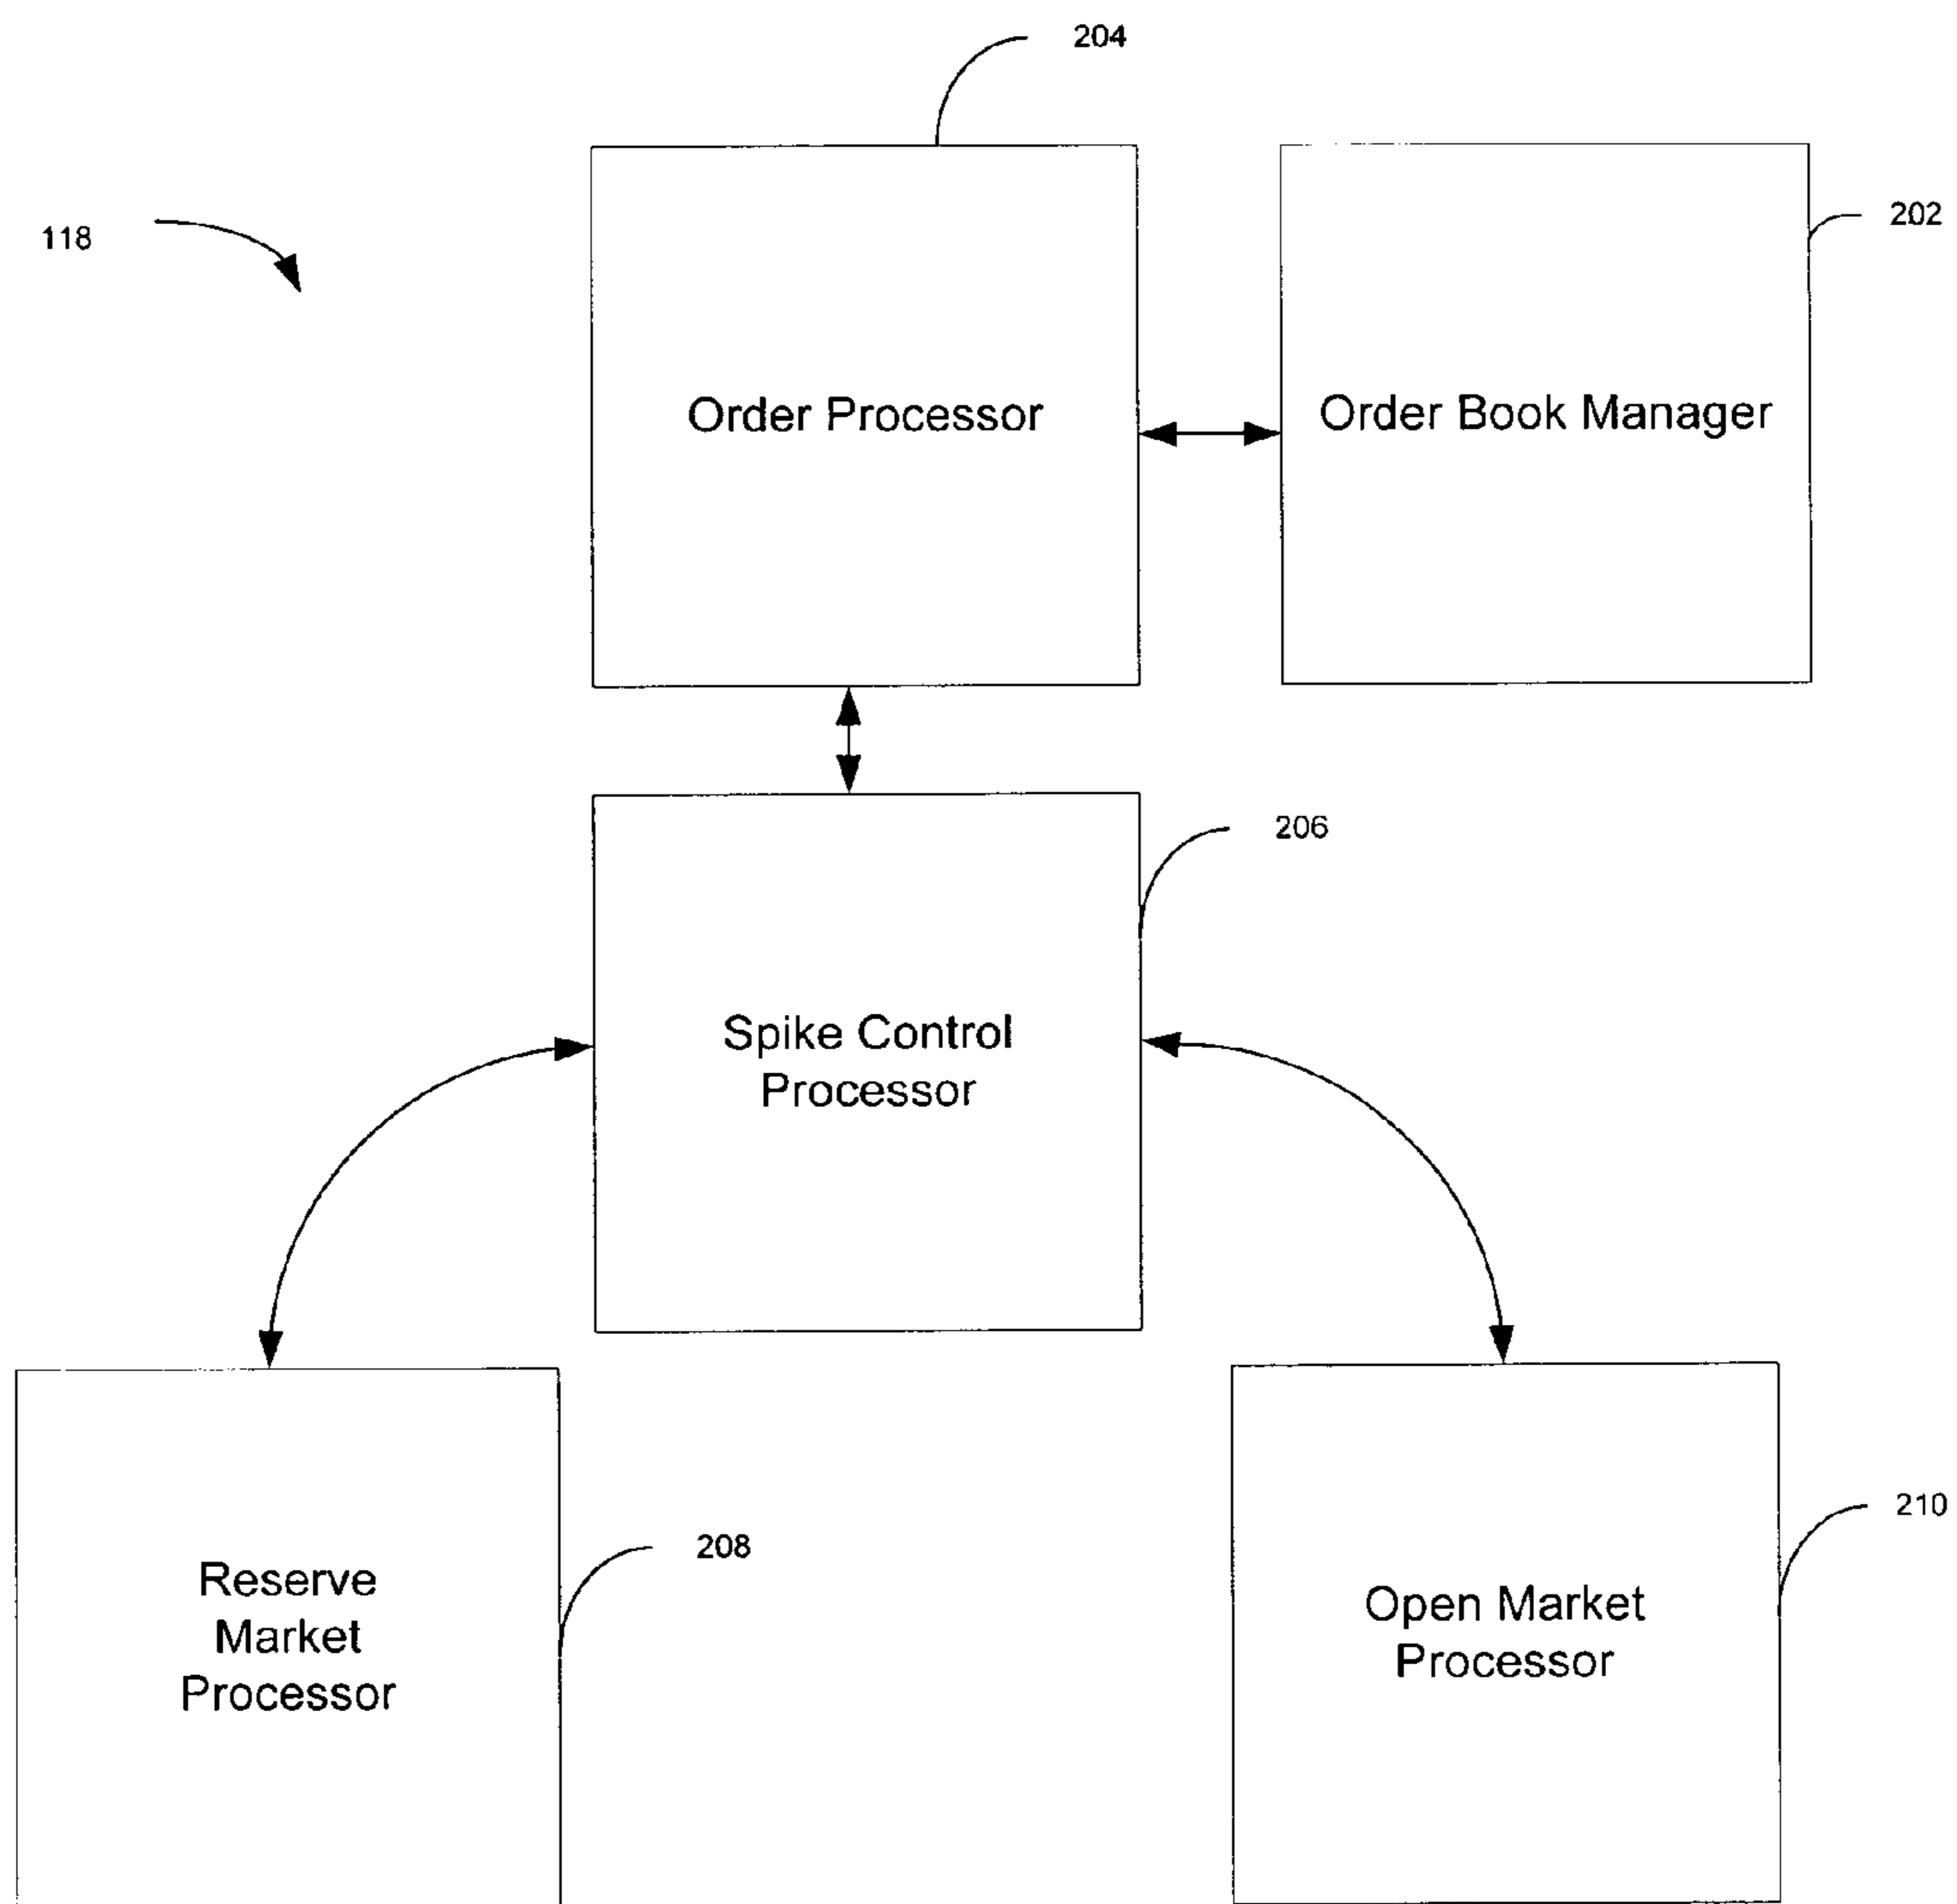 204
118
202
Order Processor
Order Book Manager
206
Spike Control
Processor
210
208
Reserve
Market
Processor
Open Market
Processor